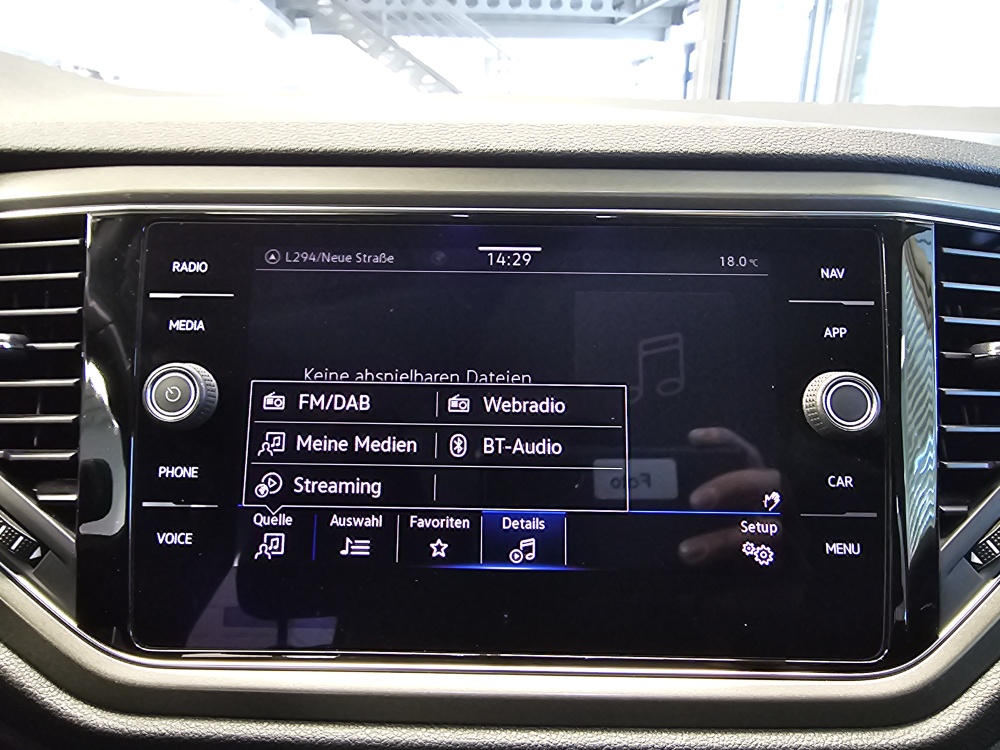 RADIO
MEDIA
PHONE
VOICE
L294/Neue Straße
14:29
18.0°C
Keine abspielbaren Dateien
FM/DAB
Webradio
Meine Medien
BT-Audio
Streaming
Quelle
Auswahl
Favoriten
Details
Setup
NAV
APP
CAR
MENU